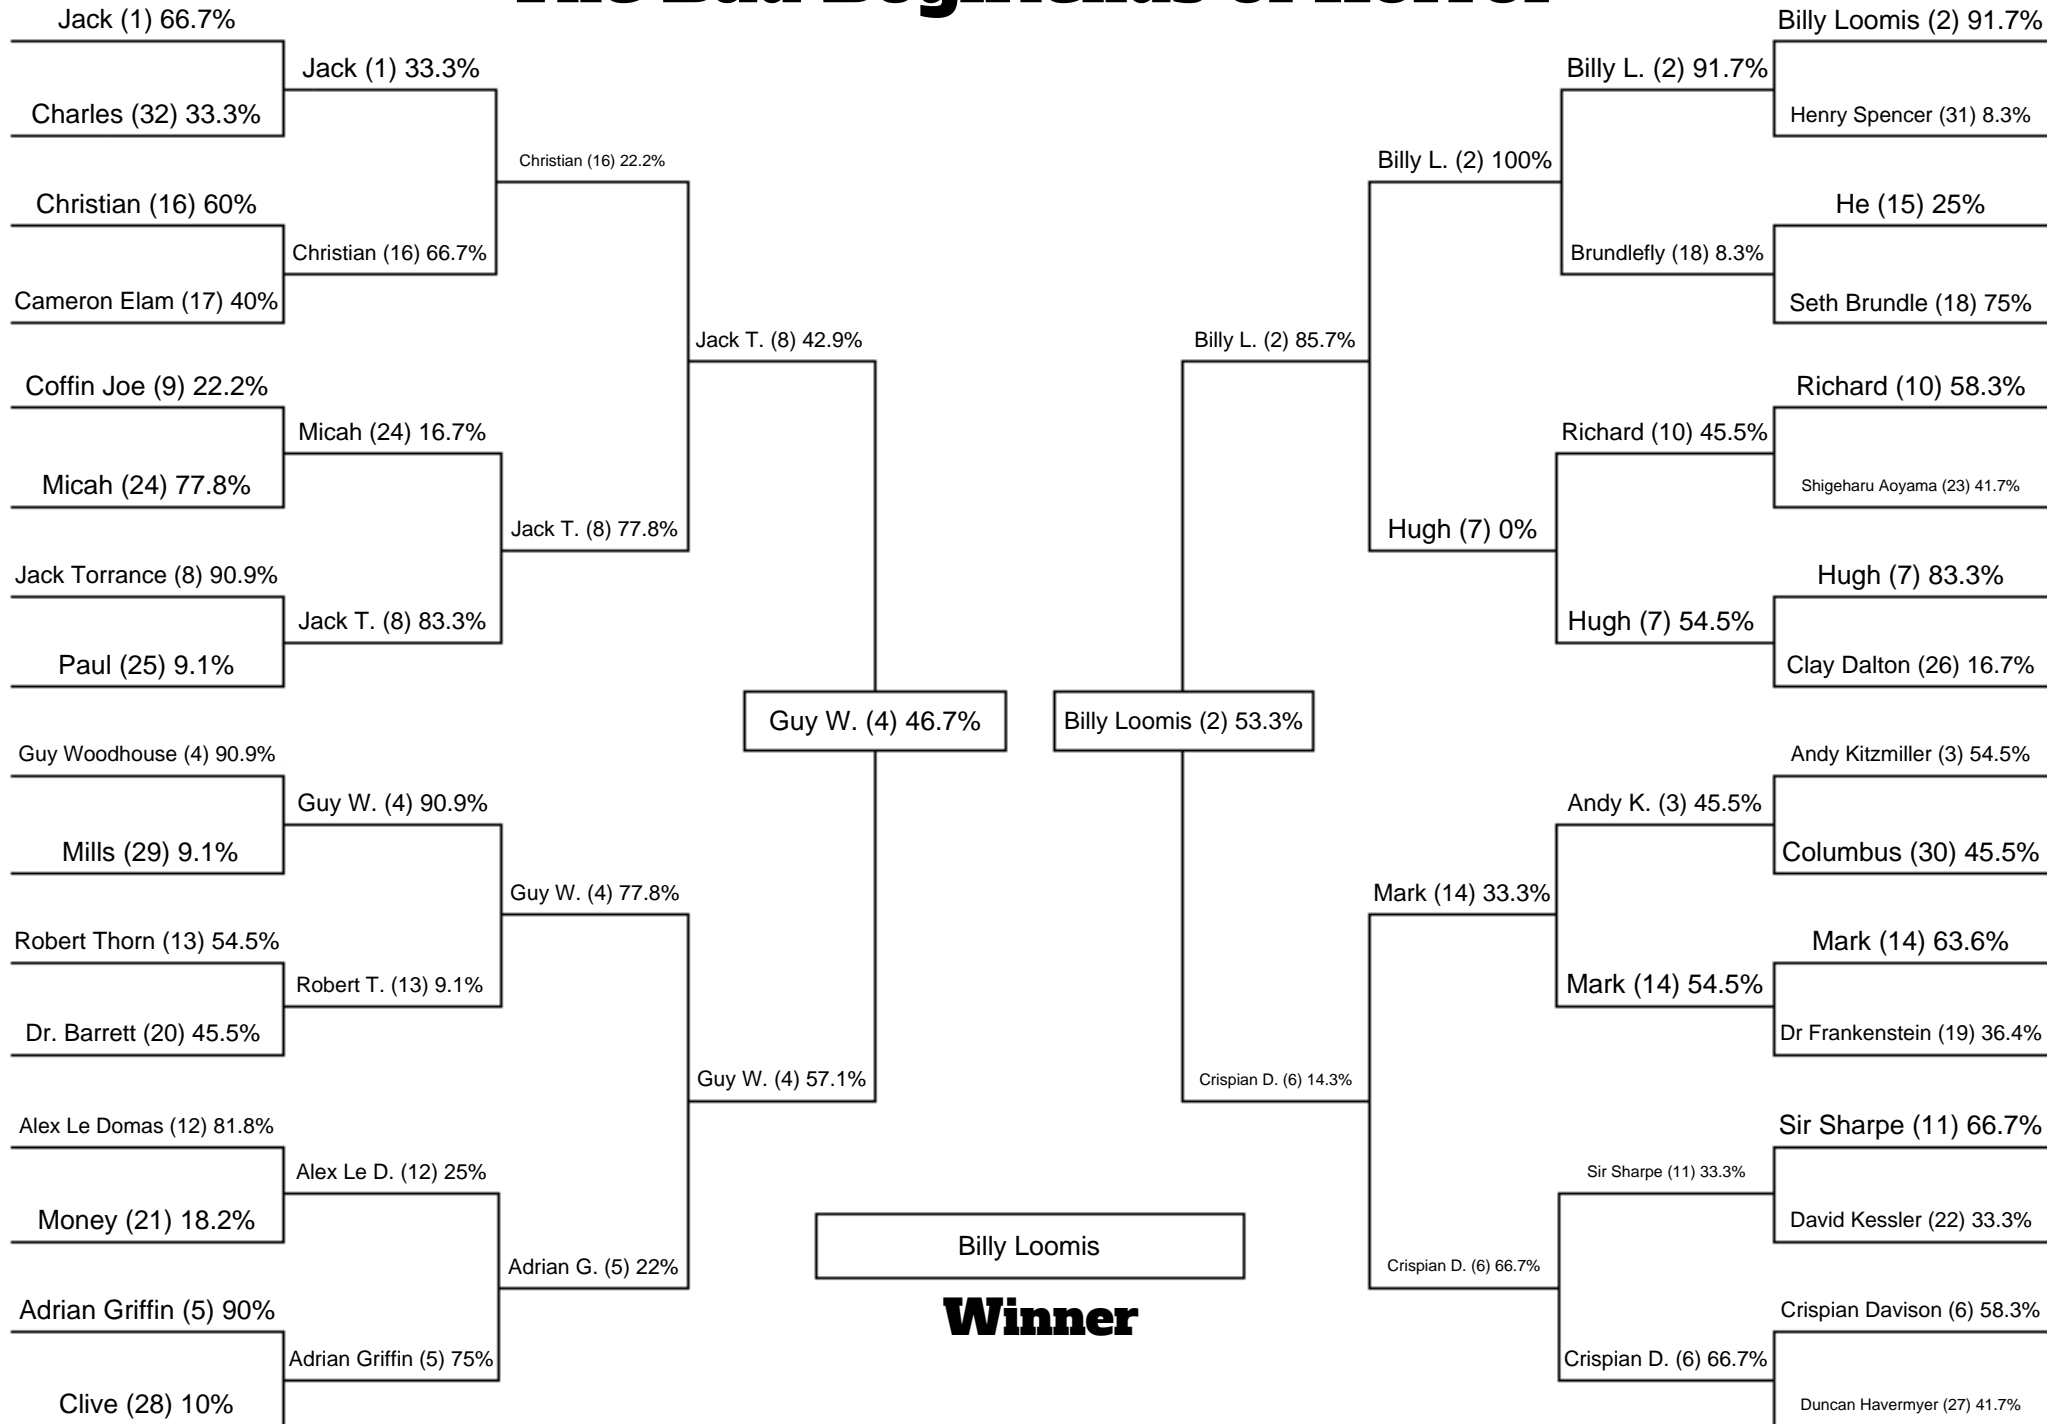 The Bad Boyfriends of Horror
Jack (1) 66.7%
Charles (32) 33.3%
Christian (16) 60%
Cameron Elam (17) 40%
Coffin Joe (9) 22.2%
Micah (24) 77.8%
Jack Torrance (8) 90.9%
Paul (25) 9.1%
Guy Woodhouse (4) 90.9%
Mills (29) 9.1%
Robert Thorn (13) 54.5%
Dr. Barrett (20) 45.5%
Alex Le Domas (12) 81.8%
Money (21) 18.2%
Adrian Griffin (5) 90%
Clive (28) 10%
Jack (1) 33.3%
Christian (16) 66.7%
Micah (24) 16.7%
Jack T. (8) 83.3%
Guy W. (4) 90.9%
Robert T. (13) 9.1%
Alex Le D. (12) 25%
Adrian Griffin (5) 75%
Christian (16) 22.2%
Jack T. (8) 77.8%
Guy W. (4) 77.8%
Adrian G. (5) 22%
Jack T. (8) 42.9%
Guy W. (4) 57.1%
Guy W. (4) 46.7%
Billy Loomis (2) 53.3%
Billy Loomis
Winner
Billy L. (2) 85.7%
Crispian D. (6) 14.3%
Billy L. (2) 100%
Hugh (7) 0%
Mark (14) 33.3%
Crispian D. (6) 66.7%
Billy L. (2) 91.7%
Brundlefly (18) 8.3%
Richard (10) 45.5%
Hugh (7) 54.5%
Andy K. (3) 45.5%
Mark (14) 54.5%
Sir Sharpe (11) 33.3%
Crispian D. (6) 66.7%
Billy Loomis (2) 91.7%
Henry Spencer (31) 8.3%
He (15) 25%
Seth Brundle (18) 75%
Richard (10) 58.3%
Shigeharu Aoyama (23) 41.7%
Hugh (7) 83.3%
Clay Dalton (26) 16.7%
Andy Kitzmiller (3) 54.5%
Columbus (30) 45.5%
Mark (14) 63.6%
Dr Frankenstein (19) 36.4%
Sir Sharpe (11) 66.7%
David Kessler (22) 33.3%
Crispian Davison (6) 58.3%
Duncan Havermyer (27) 41.7%